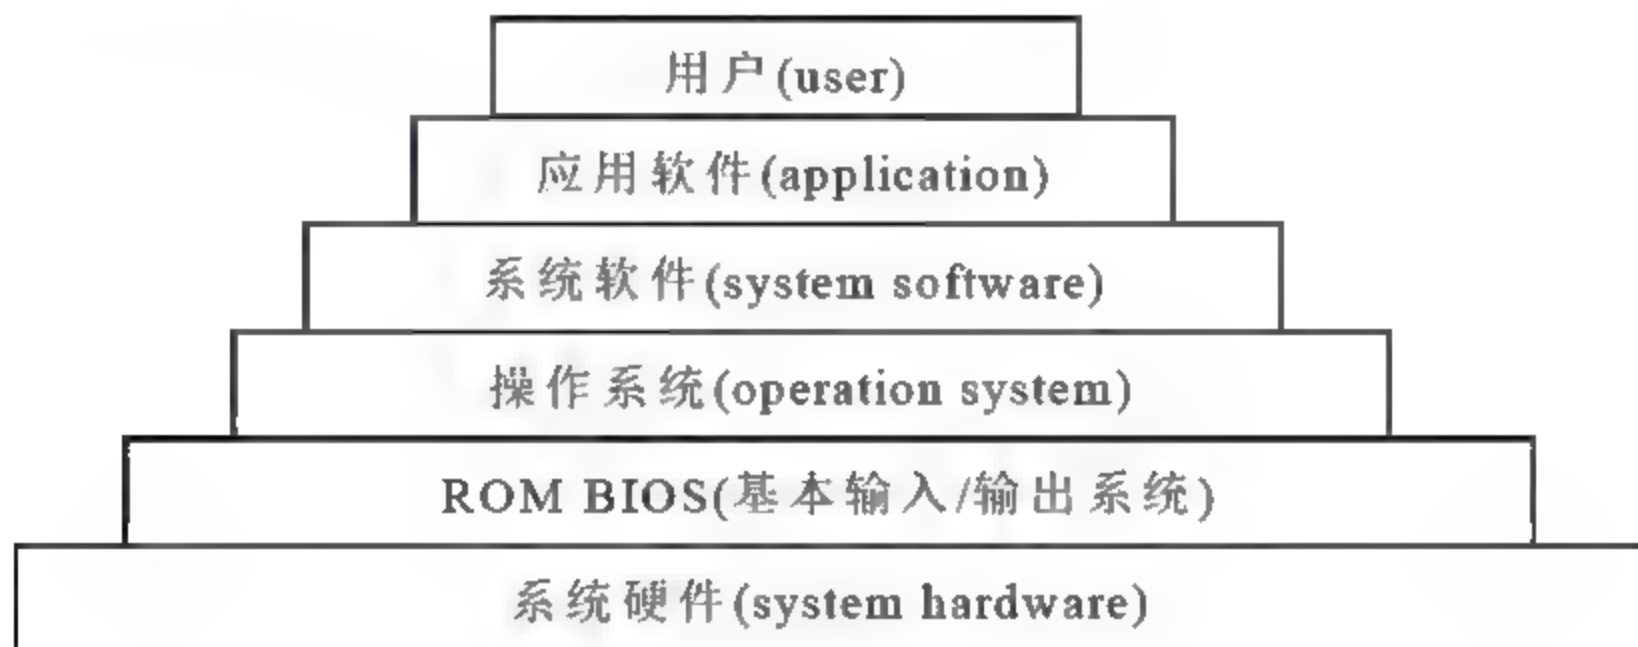 用户(user)
应用软件(application)
系统软件(system software)
操作系统(operation system)
ROM BIOS(基本输入/输出系统)
系统硬件(system hardware)